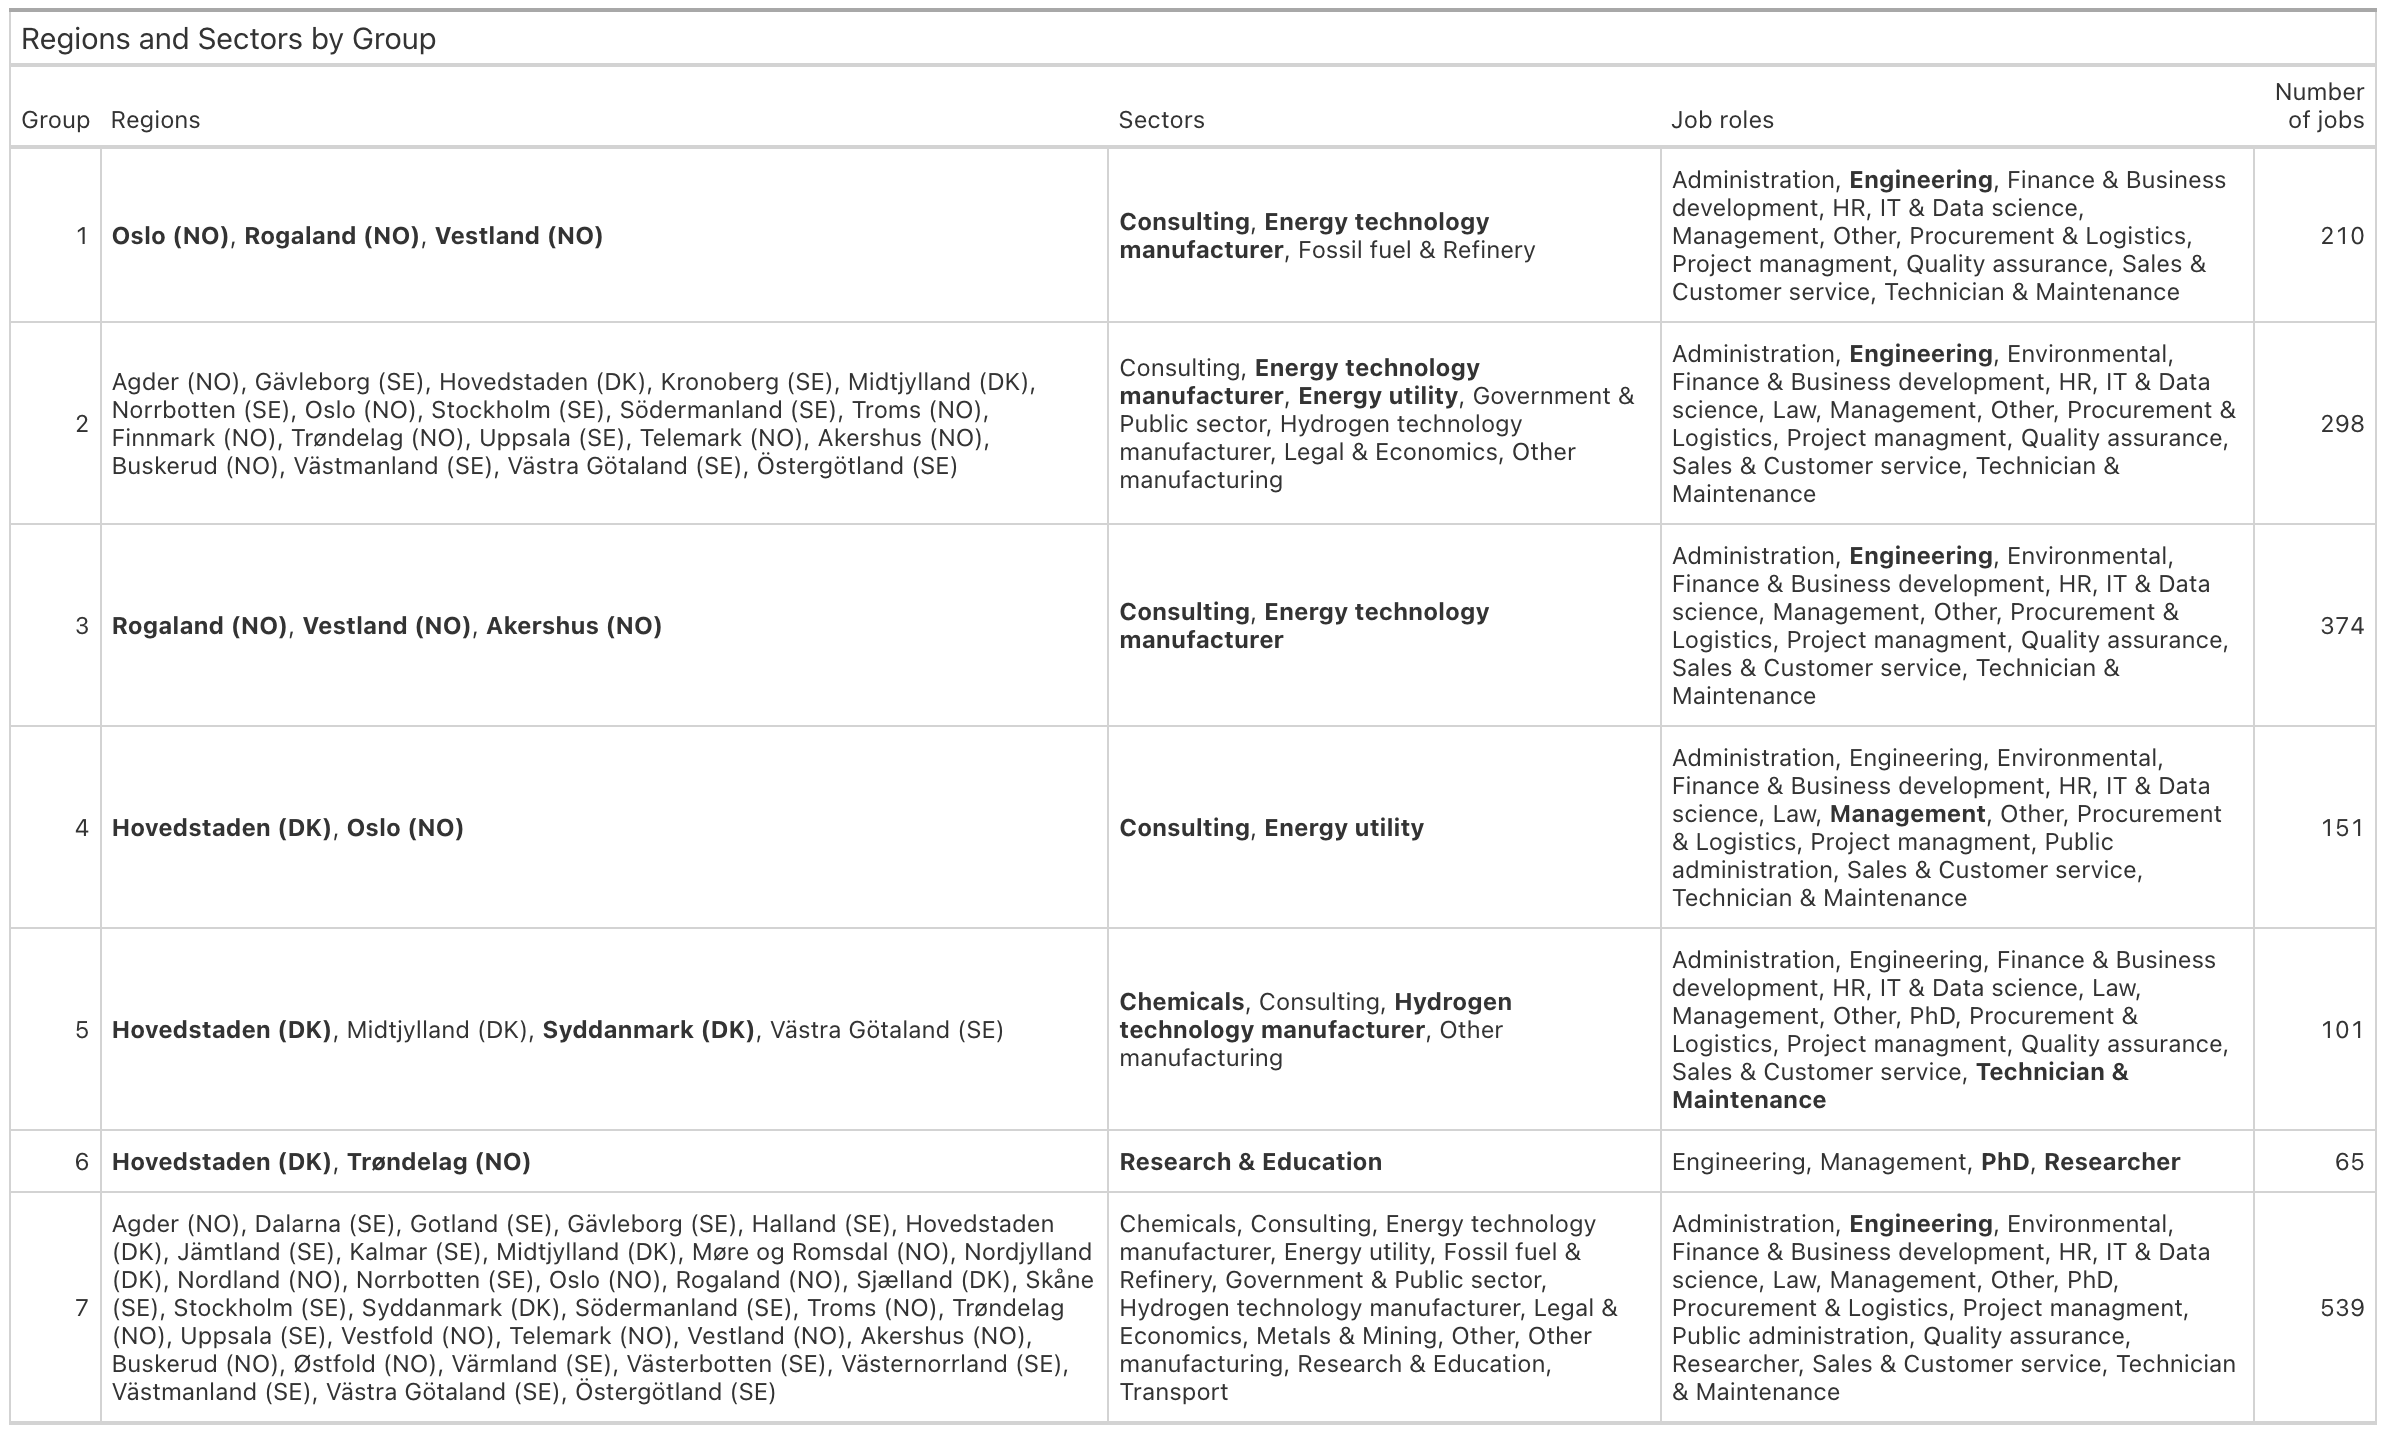 Regions and Sectors by Group
Group Regions Sectors Job roles Number of jobs
1
Oslo (NO), Rogaland (NO), Vestland (NO)
Consulting, Energy technology
manufacturer, Fossil fuel & Refinery
Administration, Engineering, Finance & Business
development, HR, IT & Data science,
Management, Other, Procurement & Logistics,
Project managment, Quality assurance, Sales &
Customer service, Technician & Maintenance
210
2
Agder (NO), Gävleborg (SE), Hovedstaden (DK), Kronoberg (SE), Midtjylland (DK),
Norrbotten (SE), Oslo (NO), Stockholm (SE), Södermanland (SE), Troms (NO),
Finnmark (NO), Trøndelag (NO), Uppsala (SE), Telemark (NO), Akershus (NO),
Buskerud (NO), Västmanland (SE), Västra Götaland (SE), Östergötland (SE)
Consulting, Energy technology
manufacturer, Energy utility, Government &
Public sector, Hydrogen technology
manufacturer, Legal & Economics, Other
manufacturing
Administration, Engineering, Environmental,
Finance & Business development, HR, IT & Data
science, Law, Management, Other, Procurement &
Logistics, Project managment, Quality assurance,
Sales & Customer service, Technician &
Maintenance
298
3
Rogaland (NO), Vestland (NO), Akershus (NO)
Consulting, Energy technology
manufacturer
Administration, Engineering, Environmental,
Finance & Business development, HR, IT & Data
science, Management, Other, Procurement &
Logistics, Project managment, Quality assurance,
Sales & Customer service, Technician &
Maintenance
374
4
Hovedstaden (DK), Oslo (NO)
Consulting, Energy utility
Administration, Engineering, Environmental,
Finance & Business development, HR, IT & Data
science, Law, Management, Other, Procurement
& Logistics, Project managment, Public
administration, Sales & Customer service,
Technician & Maintenance
151
5
Hovedstaden (DK), Midtjylland (DK), Syddanmark (DK), Västra Götaland (SE)
Chemicals, Consulting, Hydrogen
technology manufacturer, Other
manufacturing
Administration, Engineering, Finance & Business
development, HR, IT & Data science, Law,
Management, Other, PhD, Procurement &
Logistics, Project managment, Quality assurance,
Sales & Customer service, Technician &
Maintenance
101
6
Hovedstaden (DK), Trøndelag (NO)
Research & Education
Engineering, Management, PhD, Researcher
65
7
Agder (NO), Dalarna (SE), Gotland (SE), Gävleborg (SE), Halland (SE), Hovedstaden
(DK), Jämtland (SE), Kalmar (SE), Midtjylland (DK), Møre og Romsdal (NO), Nordjylland
(DK), Nordland (NO), Norrbotten (SE), Oslo (NO), Rogaland (NO), Sjælland (DK), Skåne
(SE), Stockholm (SE), Syddanmark (DK), Södermanland (SE), Troms (NO), Trøndelag
(NO), Uppsala (SE), Vestfold (NO), Telemark (NO), Vestland (NO), Akershus (NO),
Buskerud (NO), Østfold (NO), Värmland (SE), Västerbotten (SE), Västernorrland (SE),
Västmanland (SE), Västra Götaland (SE), Östergötland (SE)
Chemicals, Consulting, Energy technology
manufacturer, Energy utility, Fossil fuel &
Refinery, Government & Public sector,
Hydrogen technology manufacturer, Legal &
Economics, Metals & Mining, Other, Other
manufacturing, Research & Education,
Transport
Administration, Engineering, Environmental,
Finance & Business development, HR, IT & Data
science, Law, Management, Other, PhD,
Procurement & Logistics, Project managment,
Public administration, Quality assurance,
Researcher, Sales & Customer service, Technician
& Maintenance
539